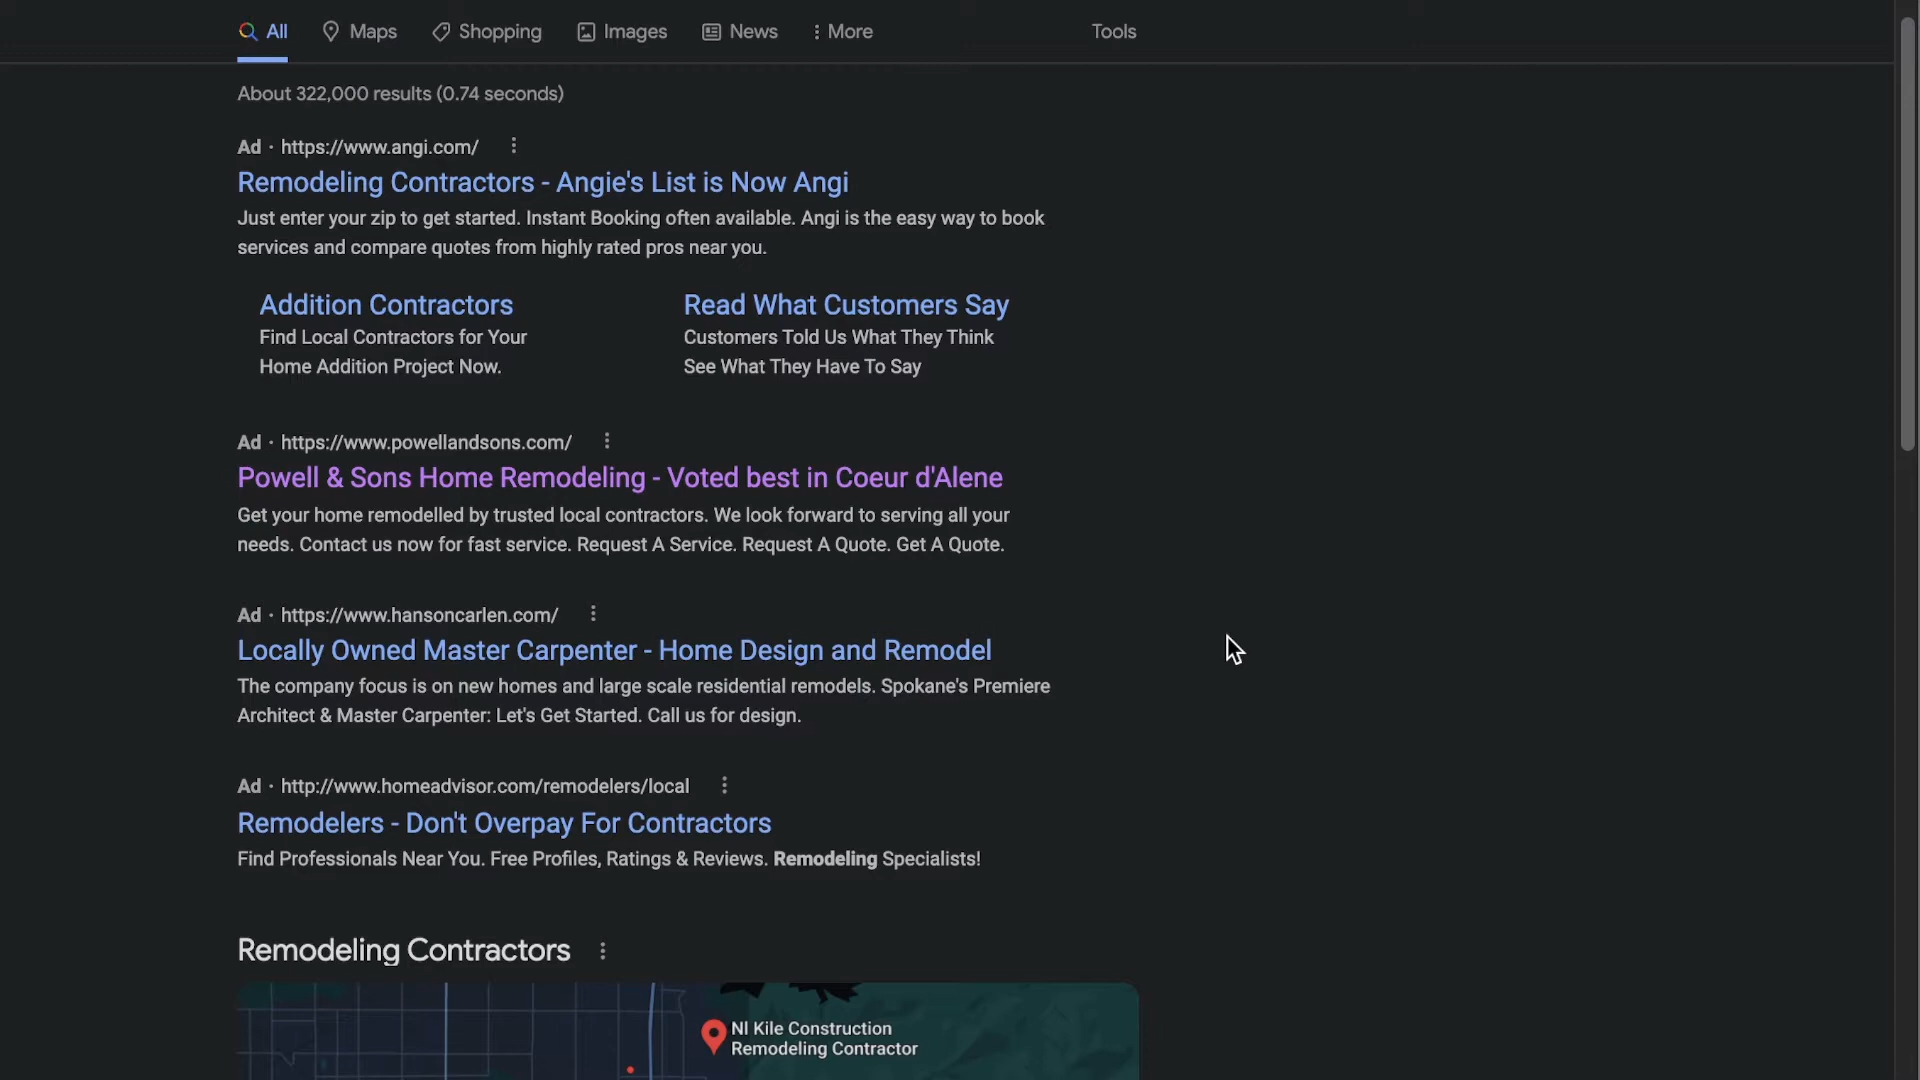 All Maps Shopping Images News More Tools
About 322,000 results (0.74 seconds)
Ad · https://www.angi.com/
Remodeling Contractors - Angie's List is Now Angi
Just enter your zip to get started. Instant Booking often available. Angi is the easy way to book
services and compare quotes from highly rated pros near you.
Addition Contractors
Find Local Contractors for Your
Home Addition Project Now.
Read What Customers Say
Customers Told Us What They Think
See What They Have To Say
Ad · https://www.powellandsons.com/
Powell & Sons Home Remodeling - Voted best in Coeur d'Alene
Get your home remodelled by trusted local contractors. We look forward to serving all your
needs. Contact us now for fast service. Request A Service. Request A Quote. Get A Quote.
Ad · https://www.hansoncarlen.com/
Locally Owned Master Carpenter - Home Design and Remodel
The company focus is on new homes and large scale residential remodels. Spokane's Premiere
Architect & Master Carpenter: Let's Get Started. Call us for design.
Ad · http://www.homeadvisor.com/remodelers/local
Remodelers - Don't Overpay For Contractors
Find Professionals Near You. Free Profiles, Ratings & Reviews. Remodeling Specialists!
Remodeling Contractors
NI Kile Construction
Remodeling Contractor